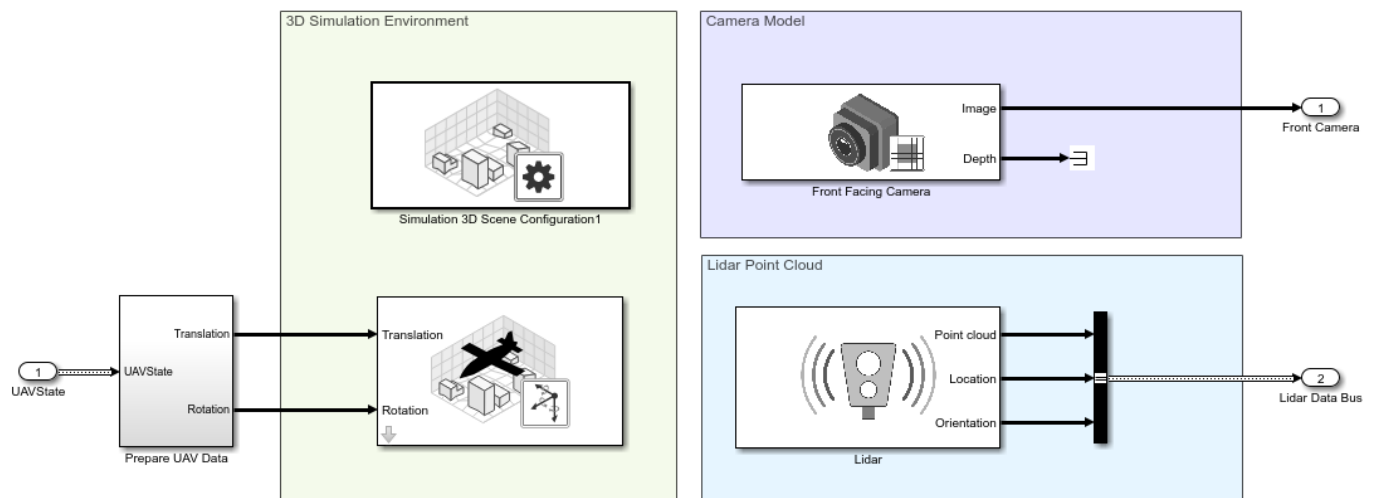 3D Simulation Environment
Simulation 3D Scene Configuration1
Translation
Rotation
1
UAVState
UAVState
Translation
Rotation
Prepare UAV Data
Camera Model
Image
Depth
Front Facing Camera
1
Front Camera
Lidar Point Cloud
Point cloud
Location
Orientation
Lidar
2
Lidar Data Bus